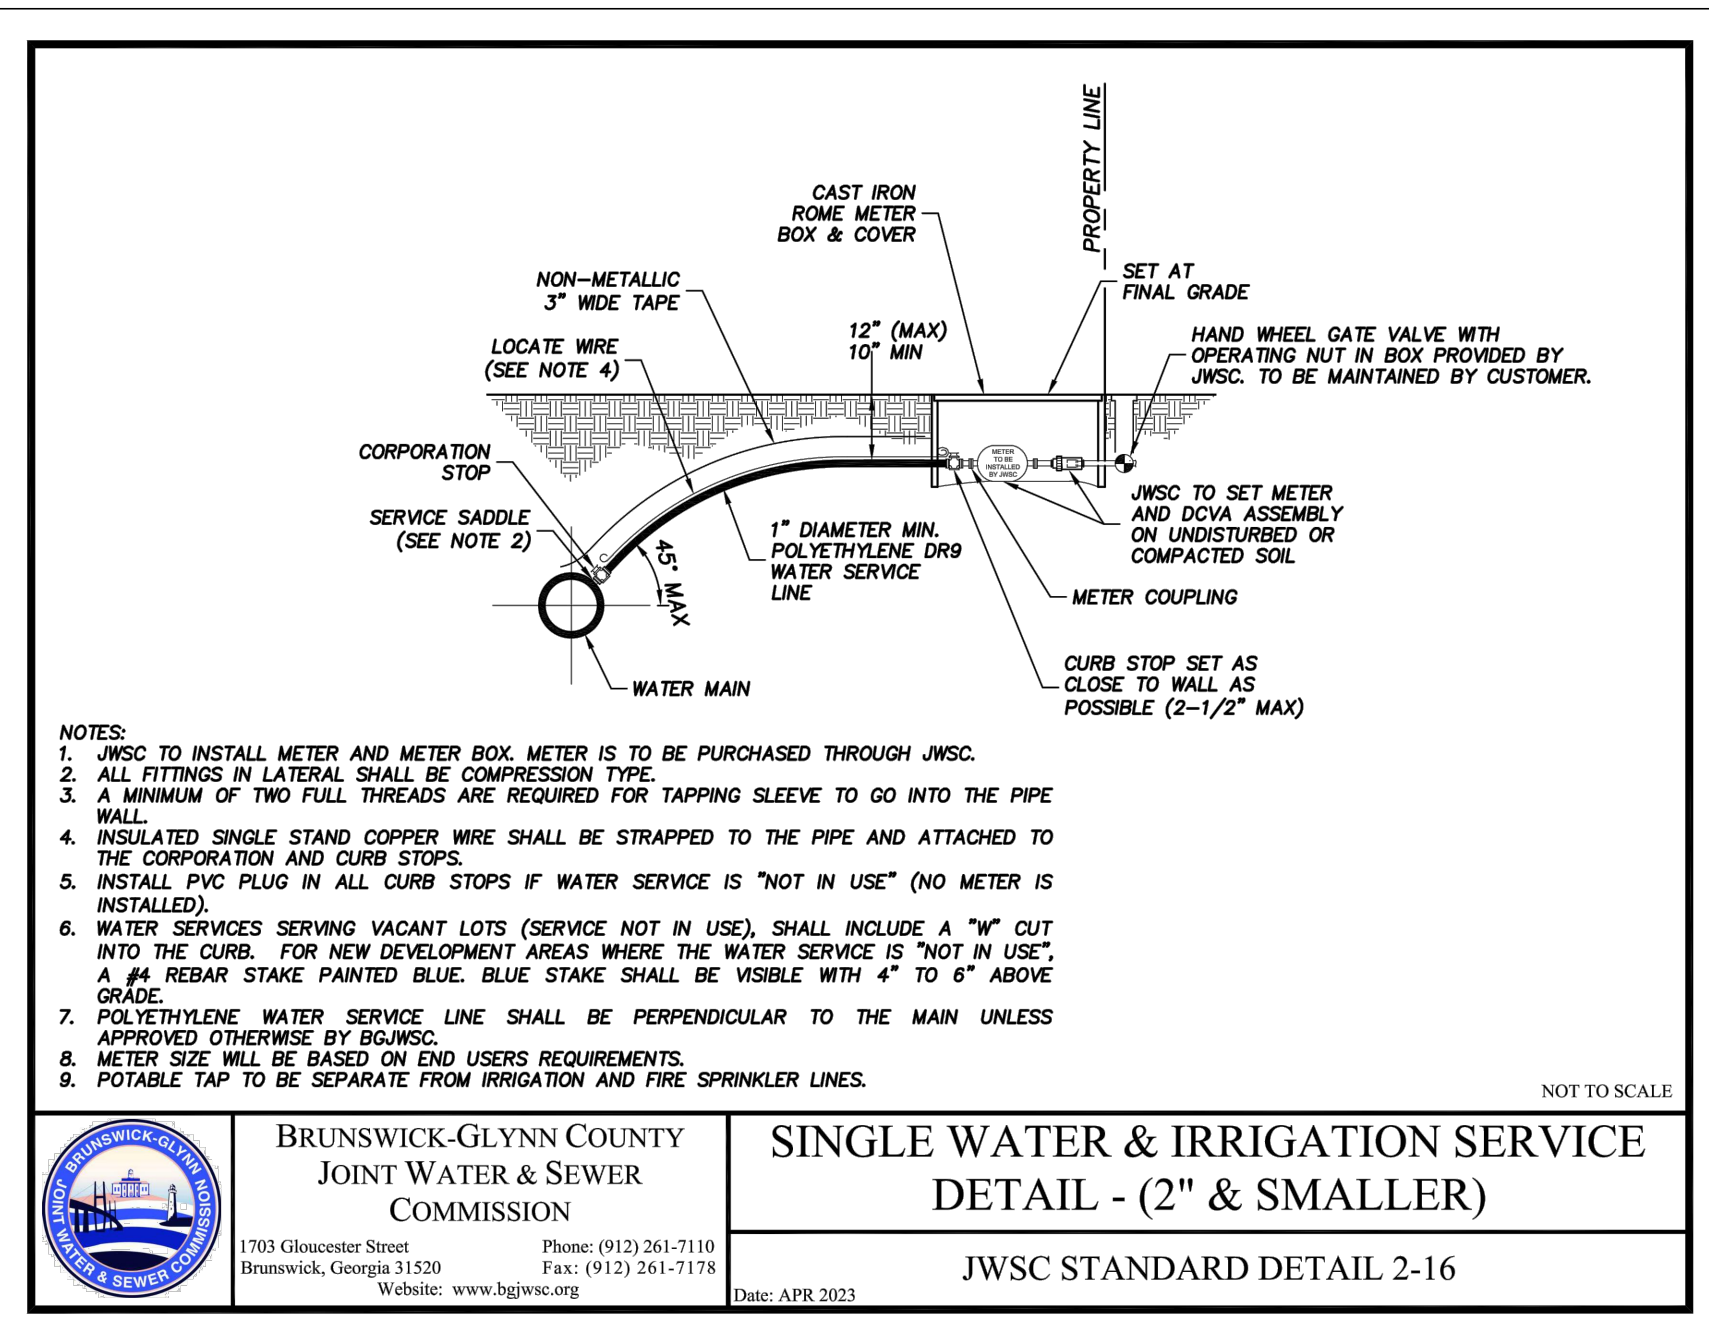 PROPERTY LINE
CAST IRON
ROME METER
BOX & COVER
SET AT
FINAL GRADE
NON-METALLIC
3" WIDE TAPE
12" (MAX)
10" MIN
HAND WHEEL GATE VALVE WITH
OPERATING NUT IN BOX PROVIDED BY
JWSC. TO BE MAINTAINED BY CUSTOMER.
LOCATE WIRE
(SEE NOTE 4)
CORPORATION
STOP
METER
TO BE
INSTALLED
BY JWSC
SERVICE SADDLE
(SEE NOTE 2)
JWSC TO SET METER
AND DCVA ASSEMBLY
ON UNDISTURBED OR
COMPACTED SOIL
1" DIAMETER MIN.
POLYETHYLENE DR9
WATER SERVICE
LINE
45° MAX
METER COUPLING
CURB STOP SET AS
CLOSE TO WALL AS
POSSIBLE (2-1/2" MAX)
WATER MAIN
NOTES:
1. JWSC TO INSTALL METER AND METER BOX. METER IS TO BE PURCHASED THROUGH JWSC.
2. ALL FITTINGS IN LATERAL SHALL BE COMPRESSION TYPE.
3. A MINIMUM OF TWO FULL THREADS ARE REQUIRED FOR TAPPING SLEEVE TO GO INTO THE PIPE
WALL.
4. INSULATED SINGLE STAND COPPER WIRE SHALL BE STRAPPED TO THE PIPE AND ATTACHED TO
THE CORPORATION AND CURB STOPS.
5. INSTALL PVC PLUG IN ALL CURB STOPS IF WATER SERVICE IS "NOT IN USE" (NO METER IS
INSTALLED).
6. WATER SERVICES SERVING VACANT LOTS (SERVICE NOT IN USE), SHALL INCLUDE A "W" CUT
INTO THE CURB. FOR NEW DEVELOPMENT AREAS WHERE THE WATER SERVICE IS "NOT IN USE",
A #4 REBAR STAKE PAINTED BLUE. BLUE STAKE SHALL BE VISIBLE WITH 4" TO 6" ABOVE
GRADE.
7. POLYETHYLENE WATER SERVICE LINE SHALL BE PERPENDICULAR TO THE MAIN UNLESS
APPROVED OTHERWISE BY BGJWSC.
8. METER SIZE WILL BE BASED ON END USERS REQUIREMENTS.
9. POTABLE TAP TO BE SEPARATE FROM IRRIGATION AND FIRE SPRINKLER LINES.
NOT TO SCALE
BRUNSWICK-GLYNN
JOINT WATER & SEWER COMMISSION
BRUNSWICK-GLYNN COUNTY
JOINT WATER & SEWER
COMMISSION
1703 Gloucester Street Phone: (912) 261-7110
Brunswick, Georgia 31520 Fax: (912) 261-7178
Website: www.bgjwsc.org
SINGLE WATER & IRRIGATION SERVICE
DETAIL - (2" & SMALLER)
JWSC STANDARD DETAIL 2-16
Date: APR 2023